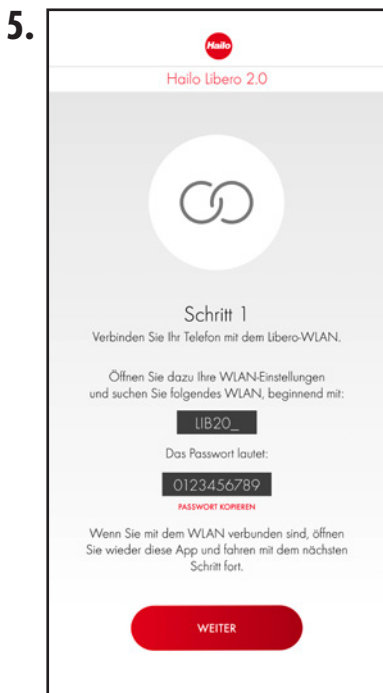 5.
Hailo
Hailo Libero 2.0
Schritt 1
Verbinden Sie Ihr Telefon mit dem Libero-WLAN.
Öffnen Sie dazu Ihre WLAN-Einstellungen
und suchen Sie folgendes WLAN, beginnend mit:
LIB20_
Das Passwort lautet:
0123456789
PASSWORT KOPIEREN
Wenn Sie mit dem WLAN verbunden sind, öffnen
Sie wieder diese App und fahren mit dem nächsten
Schritt fort.
WEITER